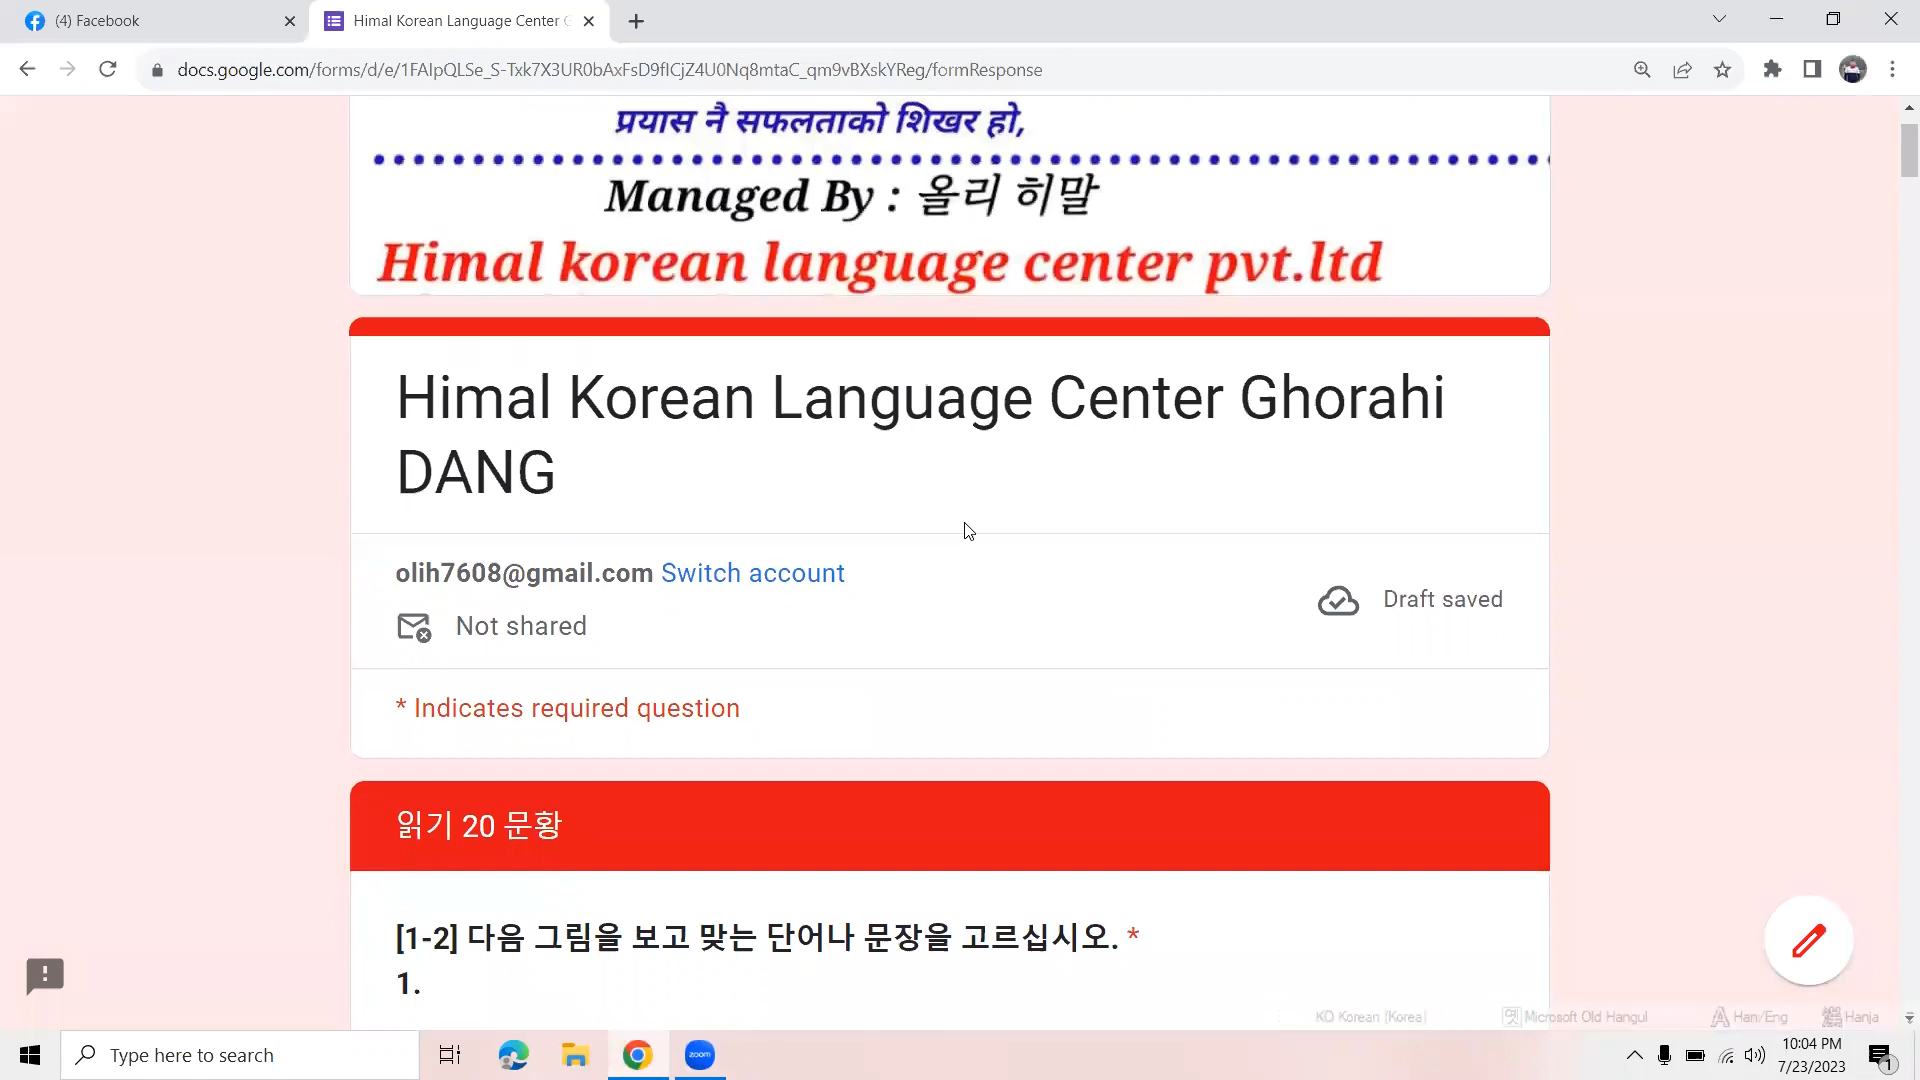 (4) Facebook
Himal Korean Language Center G
docs.google.com/forms/d/e/1FAIpQLSe_S-Txk7X3UR0bAxFsD9fICjZ4U0Nq8mtaC_qm9vBXskYReg/formResponse
प्रयास नै सफलताको शिखर हो,
Managed By : 올리 히말
Himal korean language center pvt.ltd
Himal Korean Language Center Ghorahi
DANG
olih7608@gmail.com Switch account
Not shared
Draft saved
* Indicates required question
읽기 20 문황
[1-2] 다음 그림을 보고 맞는 단어나 문장을 고르십시오. *
1.
KO Korean (Korea)
Microsoft Old Hangul
Han/Eng
Hanja
Type here to search
zoom
10:04 PM
7/23/2023
1